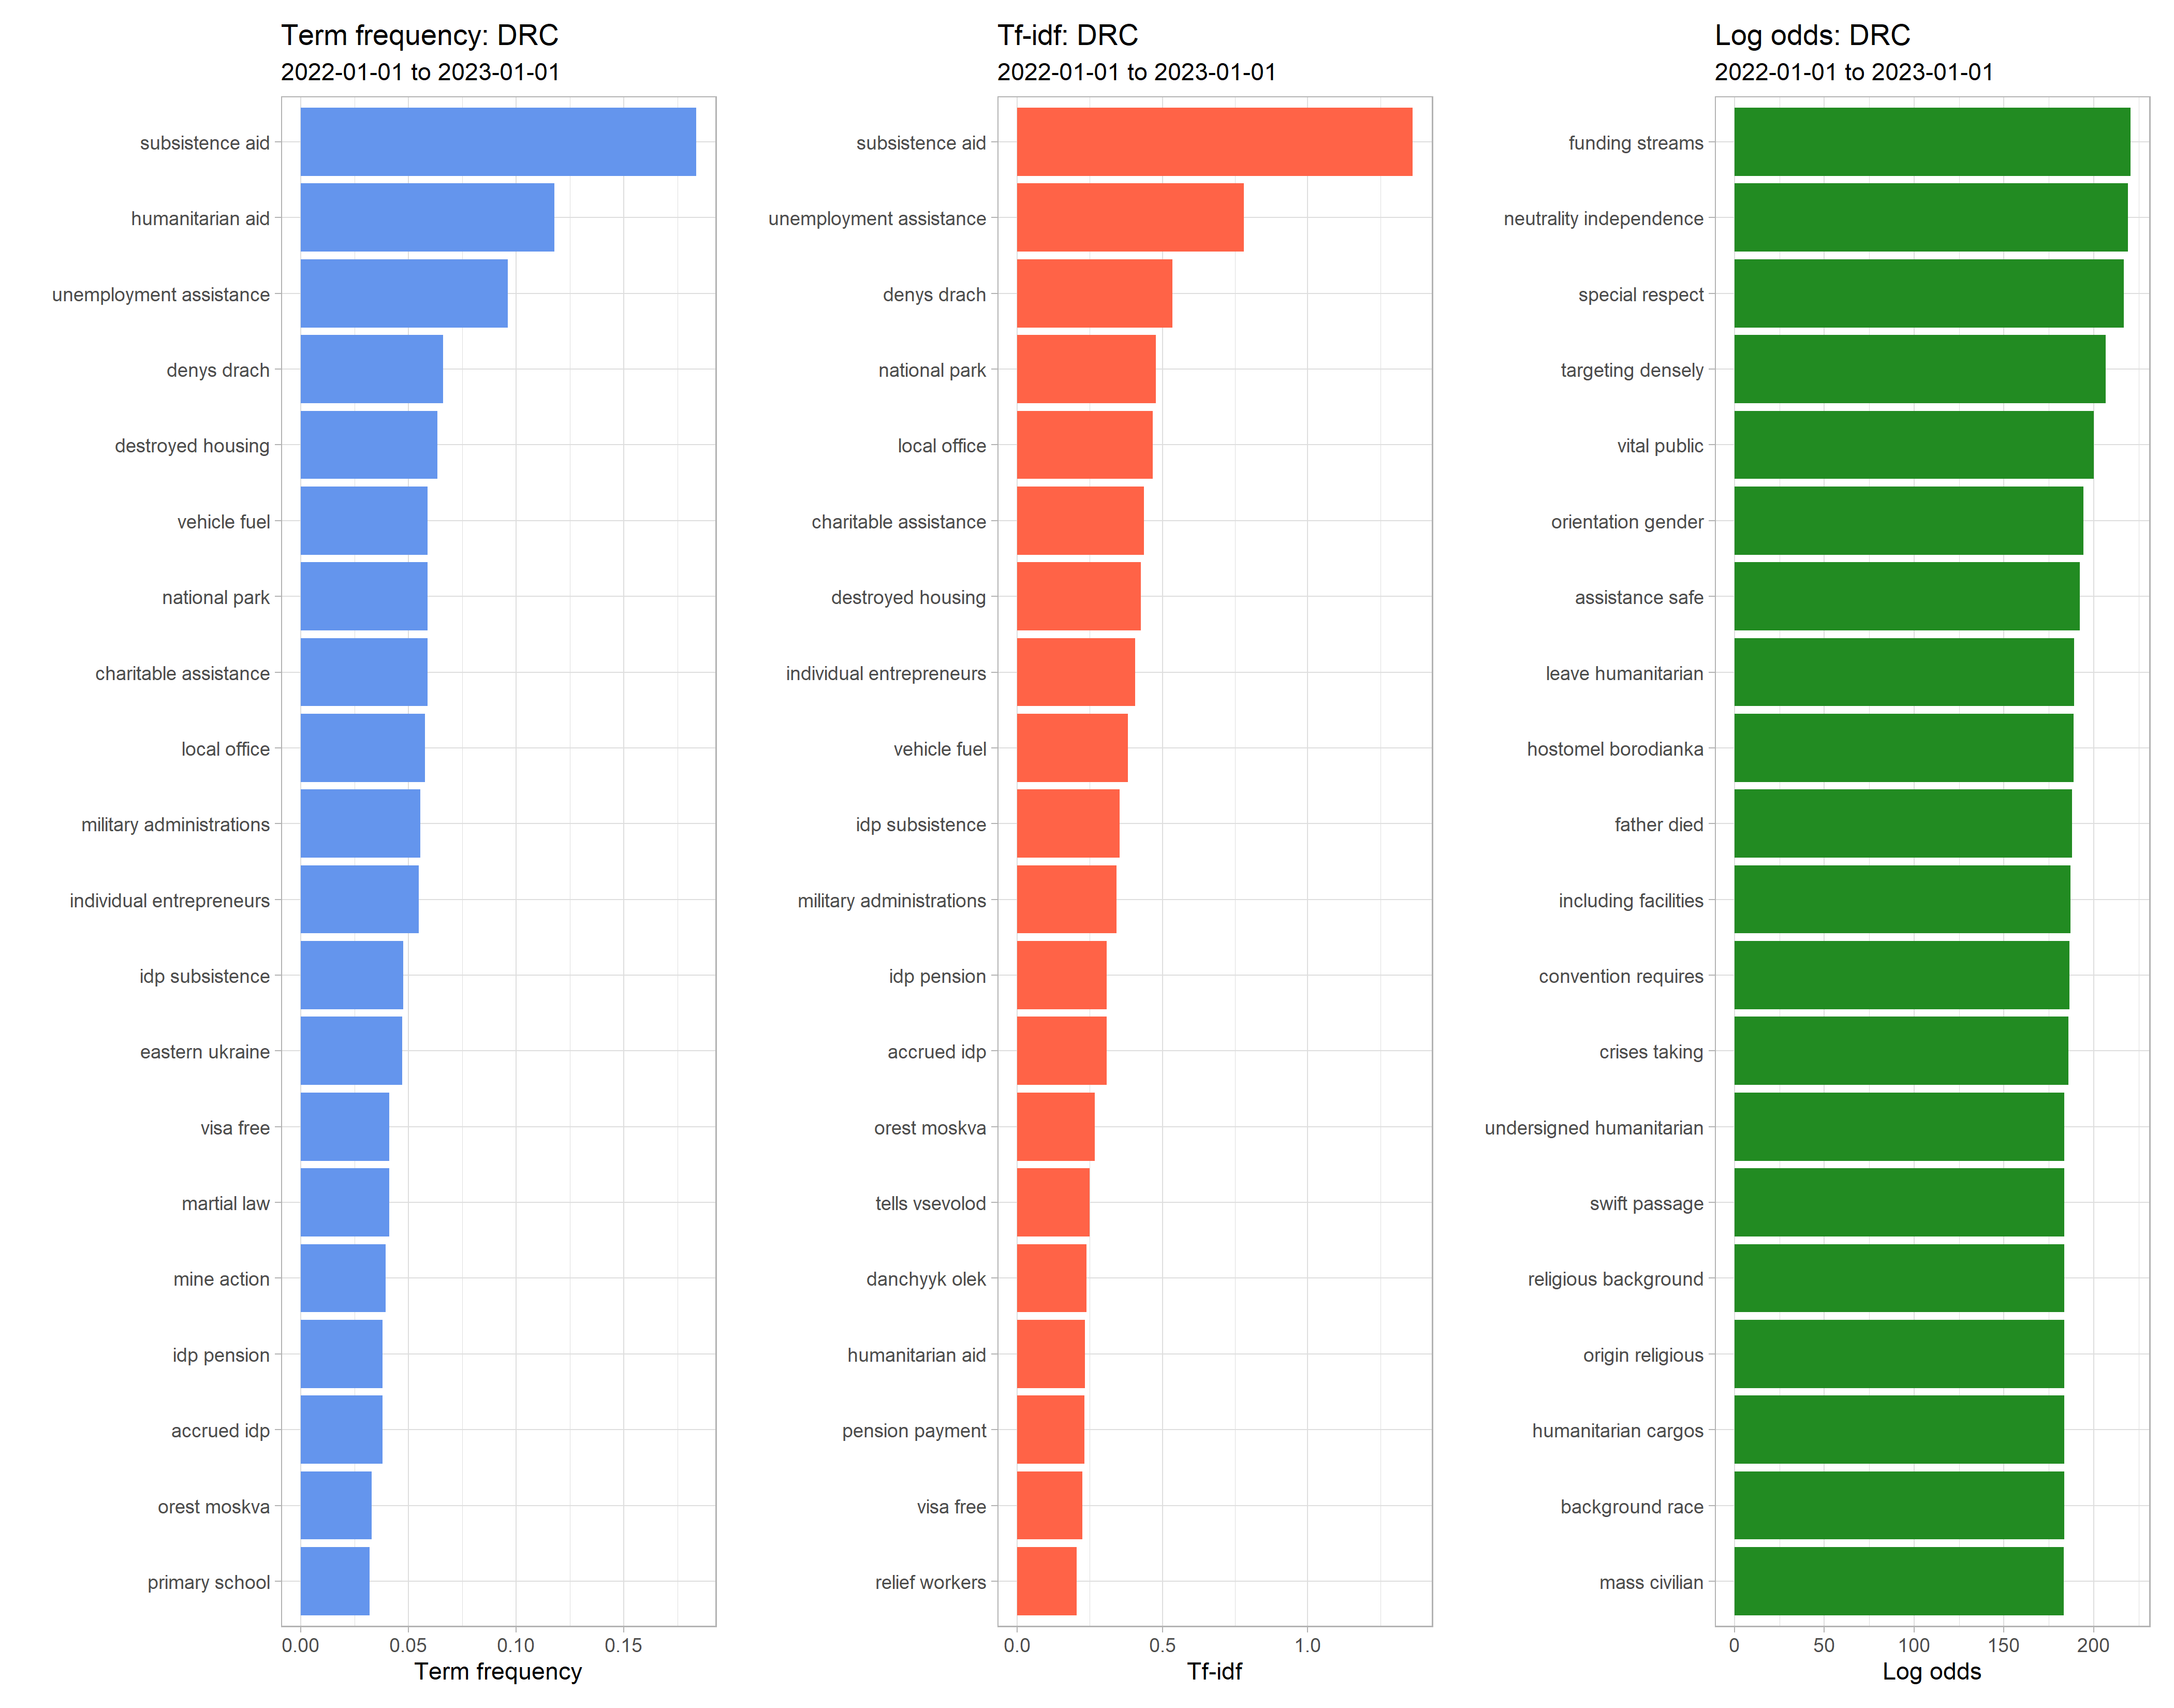 Term frequency: DRC
2022-01-01 to 2023-01-01
subsistence aid
humanitarian aid
unemployment assistance
denys drach
destroyed housing
vehicle fuel
national park
charitable assistance
local office
military administrations
individual entrepreneurs
idp subsistence
eastern ukraine
visa free
martial law
mine action
idp pension
accrued idp
orest moskva
primary school
0.00 0.05 0.10 0.15
Term frequency
Tf-idf: DRC
2022-01-01 to 2023-01-01
subsistence aid
unemployment assistance
denys drach
national park
local office
charitable assistance
destroyed housing
individual entrepreneurs
vehicle fuel
idp subsistence
military administrations
idp pension
accrued idp
orest moskva
tells vsevolod
danchyyk olek
humanitarian aid
pension payment
visa free
relief workers
0.0 0.5 1.0
Tf-idf
Log odds: DRC
2022-01-01 to 2023-01-01
funding streams
neutrality independence
special respect
targeting densely
vital public
orientation gender
assistance safe
leave humanitarian
hostomel borodianka
father died
including facilities
convention requires
crises taking
undersigned humanitarian
swift passage
religious background
origin religious
humanitarian cargos
background race
mass civilian
0 50 100 150 200
Log odds